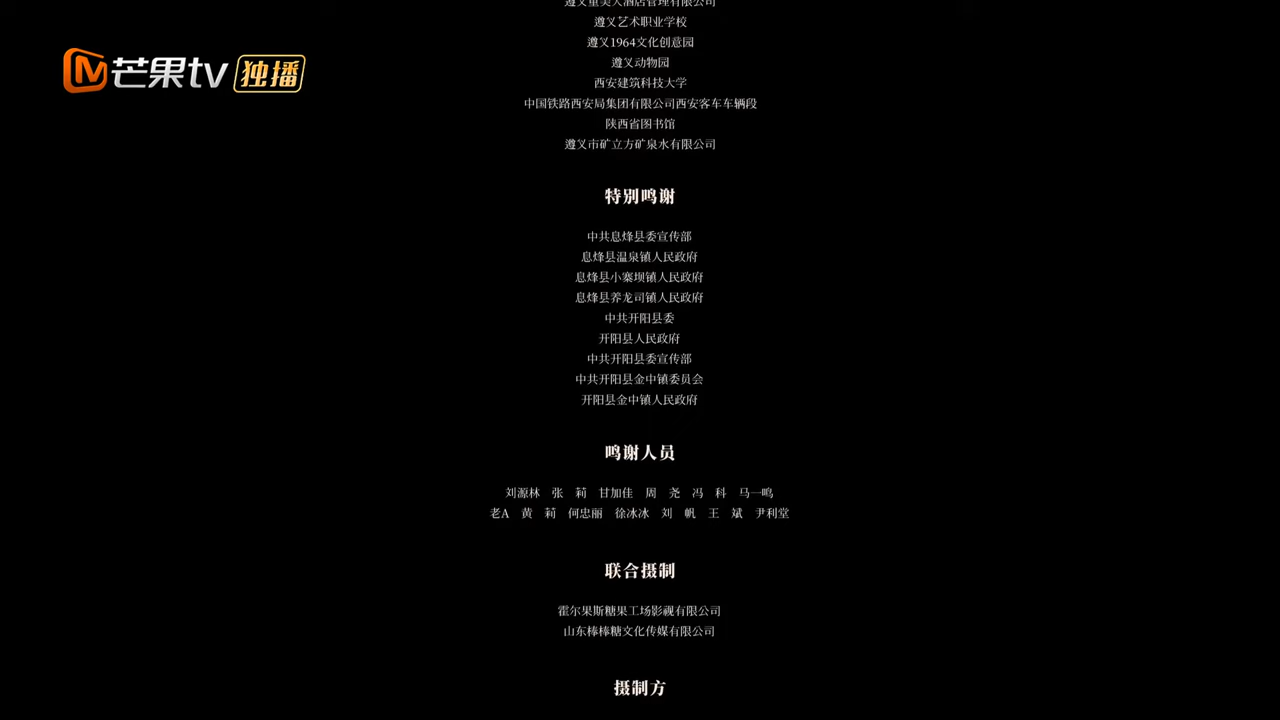 芒果tv 独播
遵义艺术职业学校
遵义1964文化创意园
遵义动物园
西安建筑科技大学
中国铁路西安局集团有限公司西安客车车辆段
陕西省图书馆
遵义市矿立方矿泉水有限公司
特别鸣谢
中共息烽县委宣传部
息烽县温泉镇人民政府
息烽县小寨坝镇人民政府
息烽县养龙司镇人民政府
中共开阳县委
开阳县人民政府
中共开阳县委宣传部
中共开阳县金中镇委员会
开阳县金中镇人民政府
鸣谢人员
刘源林 张 莉 甘加佳 周 尧 冯 科 马一鸣
老A 黄 莉 何忠丽 徐冰冰 刘 帆 王 斌 尹利堂
联合摄制
霍尔果斯糖果工场影视有限公司
山东棒棒糖文化传媒有限公司
摄制方